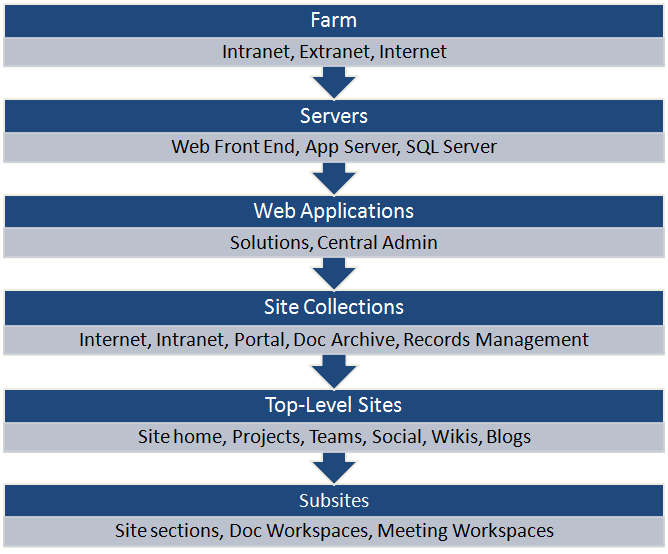 Farm
Intranet, Extranet, Internet
Servers
Web Front End, App Server, SQL Server
Web Applications
Solutions, Central Admin
Site Collections
Internet, Intranet, Portal, Doc Archive, Records Management
Top-Level Sites
Site home, Projects, Teams, Social, Wikis, Blogs
Subsites
Site sections, Doc Workspaces, Meeting Workspaces